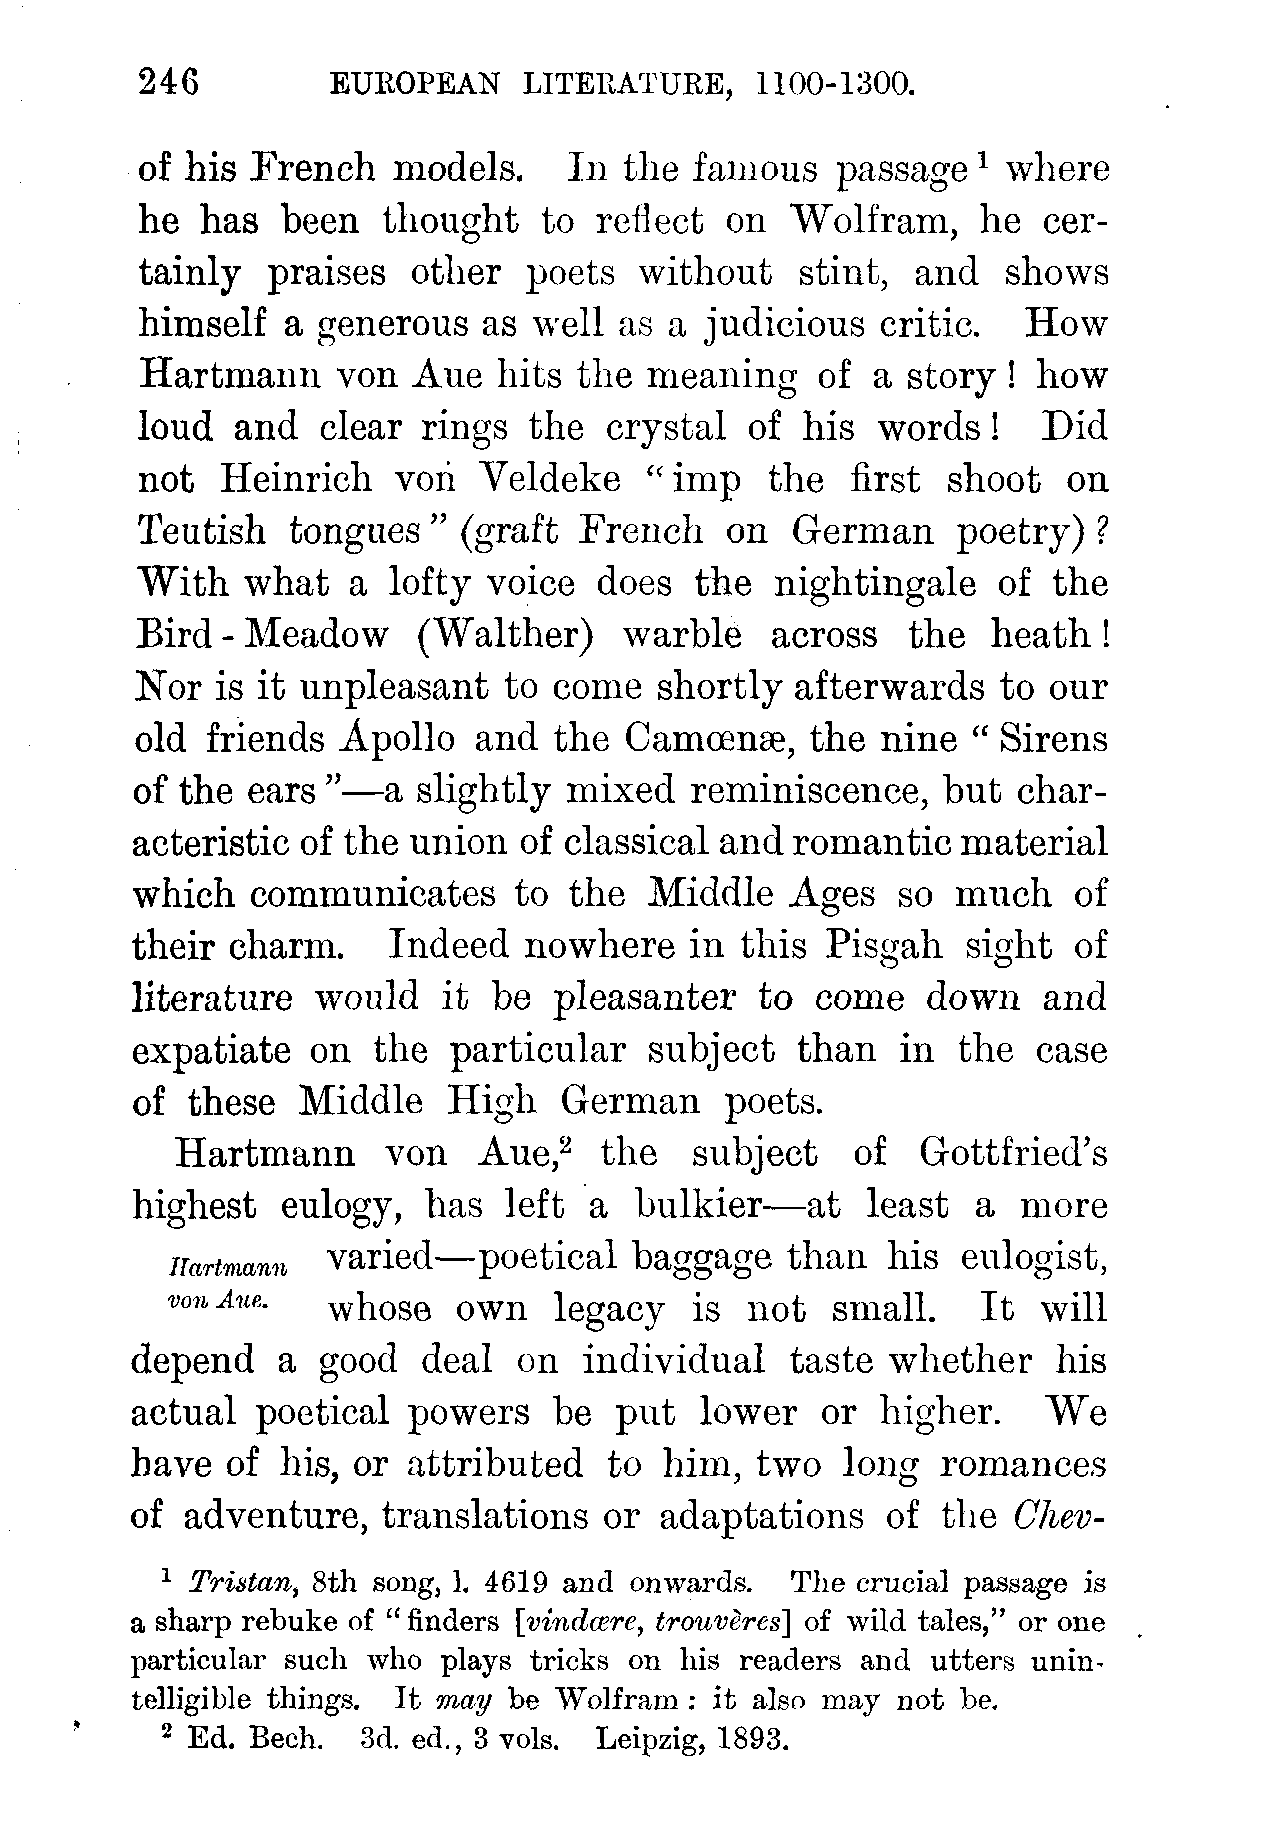 246 EUROPEAN LITERATURE, 1100-1300.
of his French models. In the famous passage¹ where
he has been thought to reflect on Wolfram, he cer-
tainly praises other poets without stint, and shows
himself a generous as well as a judicious critic. How
Hartmann von Aue hits the meaning of a story! how
loud and clear rings the crystal of his words! Did
not Heinrich von Veldeke “imp the first shoot on
Teutish tongues” (graft French on German poetry)?
With what a lofty voice does the nightingale of the
Bird-Meadow (Walther) warble across the heath!
Nor is it unpleasant to come shortly afterwards to our
old friends Apollo and the Camœnæ, the nine “Sirens
of the ears”—a slightly mixed reminiscence, but char-
acteristic of the union of classical and romantic material
which communicates to the Middle Ages so much of
their charm. Indeed nowhere in this Pisgah sight of
literature would it be pleasanter to come down and
expatiate on the particular subject than in the case
of these Middle High German poets.
Hartmann von Aue,² the subject of Gottfried's
highest eulogy, has left a bulkier—at least a more
Hartmann varied—poetical baggage than his eulogist,
von Aue. whose own legacy is not small. It will
depend a good deal on individual taste whether his
actual poetical powers be put lower or higher. We
have of his, or attributed to him, two long romances
of adventure, translations or adaptations of the Chev-
¹ Tristan, 8th song, l. 4619 and onwards. The crucial passage is
a sharp rebuke of “finders [vindære, trouvères] of wild tales,” or one
particular such who plays tricks on his readers and utters unin-
telligible things. It may be Wolfram: it also may not be.
² Ed. Bech. 3d. ed., 3 vols. Leipzig, 1893.